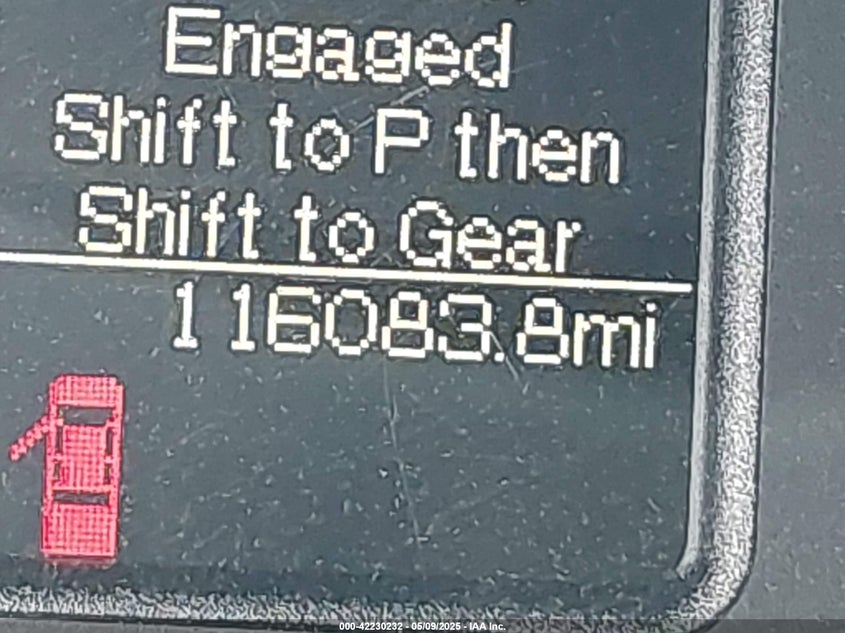 Engaged
Shift to P then
Shift to Gear
116083.8mi
000-42230232 - 05/09/2025 - IAA Inc.